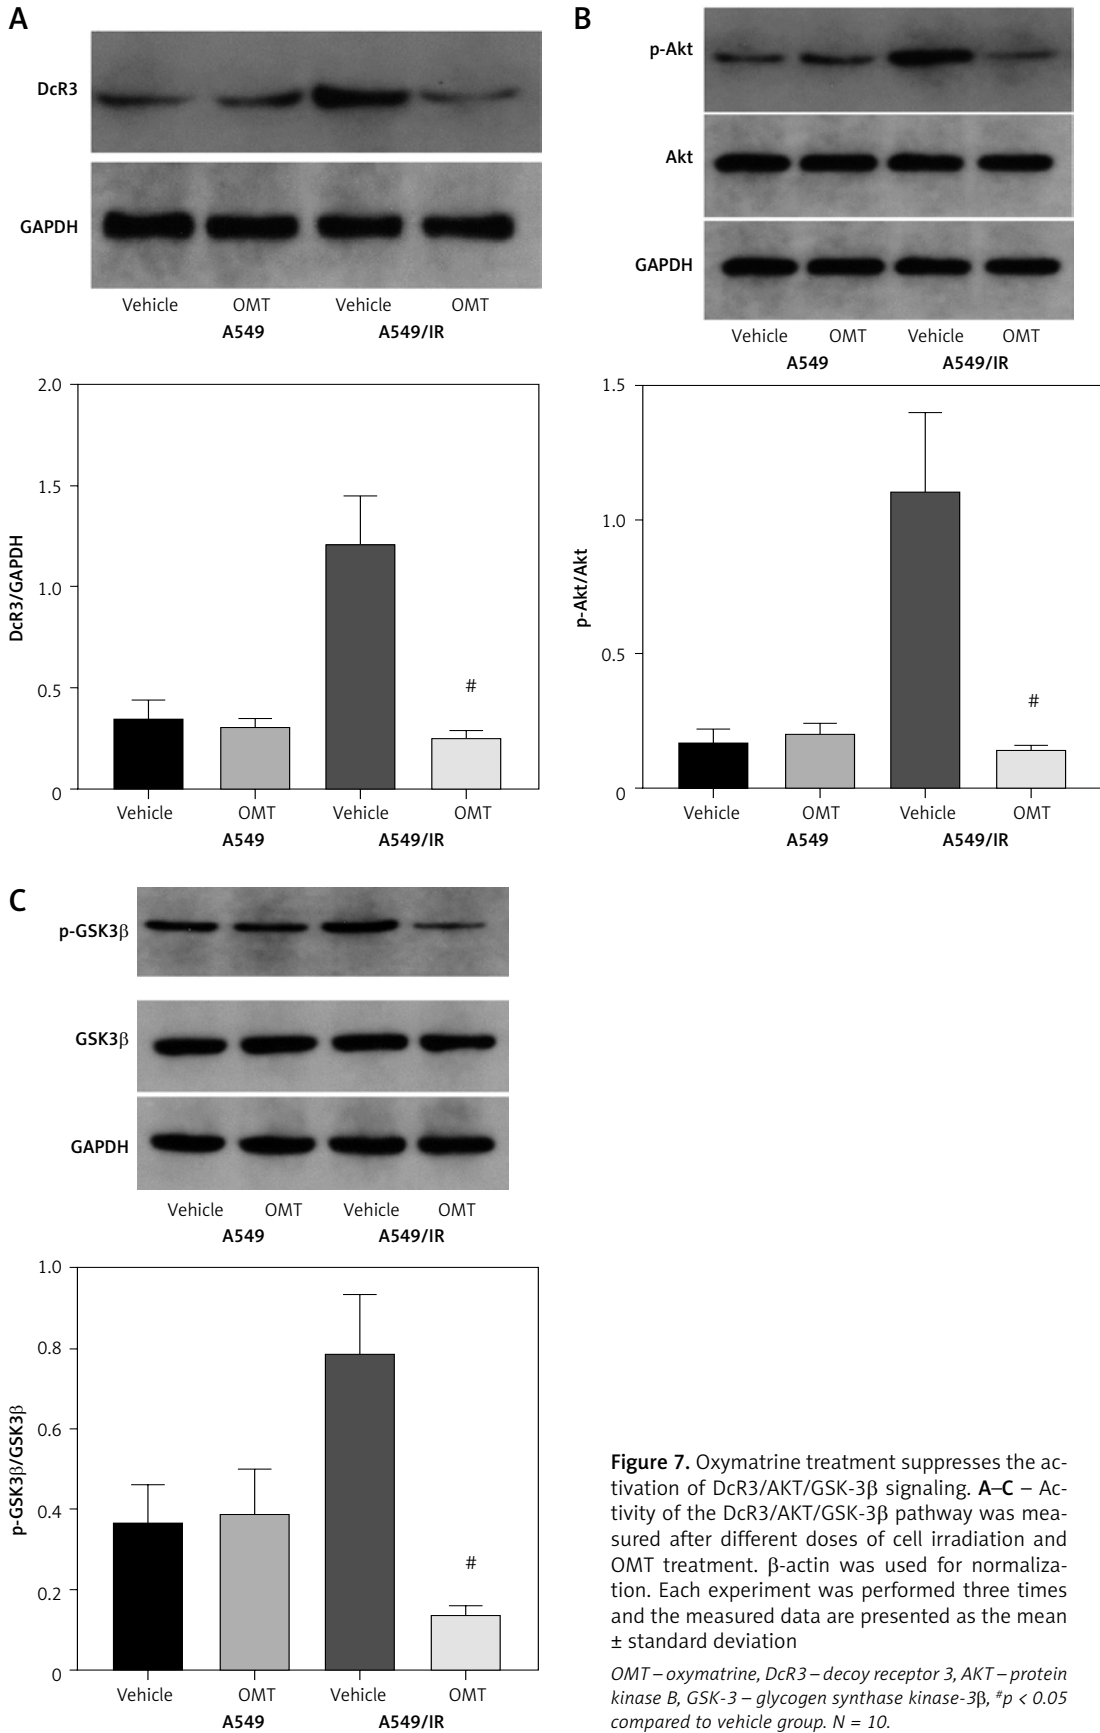 A
DcR3
GAPDH
Vehicle OMT Vehicle OMT
A549 A549/IR
2.0
1.5
1.0
0.5
0
DcR3/GAPDH
#
Vehicle OMT Vehicle OMT
A549 A549/IR
B
p-Akt
Akt
GAPDH
Vehicle OMT Vehicle OMT
A549 A549/IR
1.5
1.0
0.5
0
p-Akt/Akt
#
Vehicle OMT Vehicle OMT
A549 A549/IR
C
p-GSK3β
GSK3β
GAPDH
Vehicle OMT Vehicle OMT
A549 A549/IR
1.0
0.8
0.6
0.4
0.2
0
p-GSK3β/GSK3β
#
Vehicle OMT Vehicle OMT
A549 A549/IR
Figure 7. Oxymatrine treatment suppresses the ac-
tivation of DcR3/AKT/GSK-3β signaling. A–C – Ac-
tivity of the DcR3/AKT/GSK-3β pathway was mea-
sured after different doses of cell irradiation and
OMT treatment. β-actin was used for normaliza-
tion. Each experiment was performed three times
and the measured data are presented as the mean
± standard deviation
OMT – oxymatrine, DcR3 – decoy receptor 3, AKT – protein
kinase B, GSK-3 – glycogen synthase kinase-3β, #p < 0.05
compared to vehicle group. N = 10.